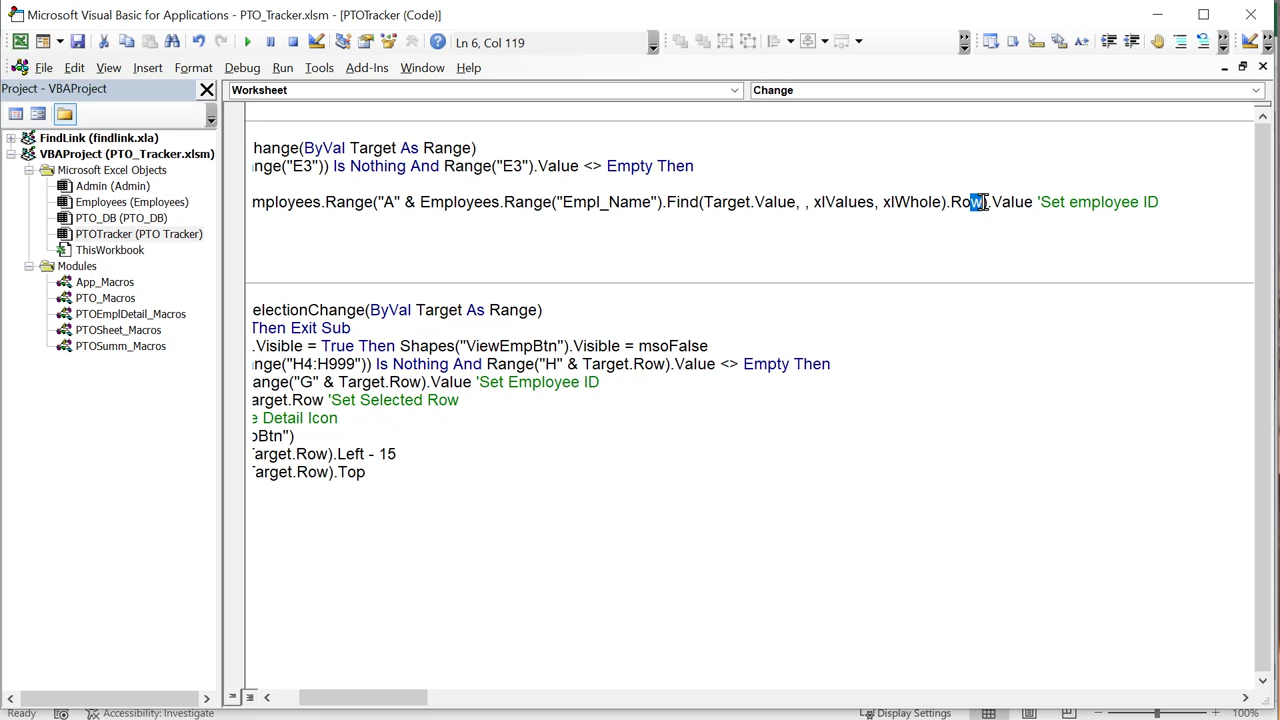 Microsoft Visual Basic for Applications - PTO_Tracker.xlsm - [PTOTracker (Code)]
Ln 6, Col 119
File Edit View Insert Format Debug Run Tools Add-Ins Window Help
Project - VBAProject
Worksheet
Change
FindLink (findlink.xla)
VBAProject (PTO_Tracker.xlsm)
Microsoft Excel Objects
Admin (Admin)
Employees (Employees)
PTO_DB (PTO_DB)
PTOTracker (PTO Tracker)
ThisWorkbook
Modules
App_Macros
PTO_Macros
PTOEmplDetail_Macros
PTOSheet_Macros
PTOSumm_Macros
hange(ByVal Target As Range)
nge("E3")) Is Nothing And Range("E3").Value <> Empty Then
mployees.Range("A" & Employees.Range("Empl_Name").Find(Target.Value, , xlValues, xlWhole).Row).Value 'Set employee ID
electionChange(ByVal Target As Range)
Then Exit Sub
.Visible = True Then Shapes("ViewEmpBtn").Visible = msoFalse
nge("H4:H999")) Is Nothing And Range("H" & Target.Row).Value <> Empty Then
ange("G" & Target.Row).Value 'Set Employee ID
arget.Row 'Set Selected Row
e Detail Icon
oBtn")
Target.Row).Left - 15
Target.Row).Top
Ready
Accessibility: Investigate
Display Settings
100%